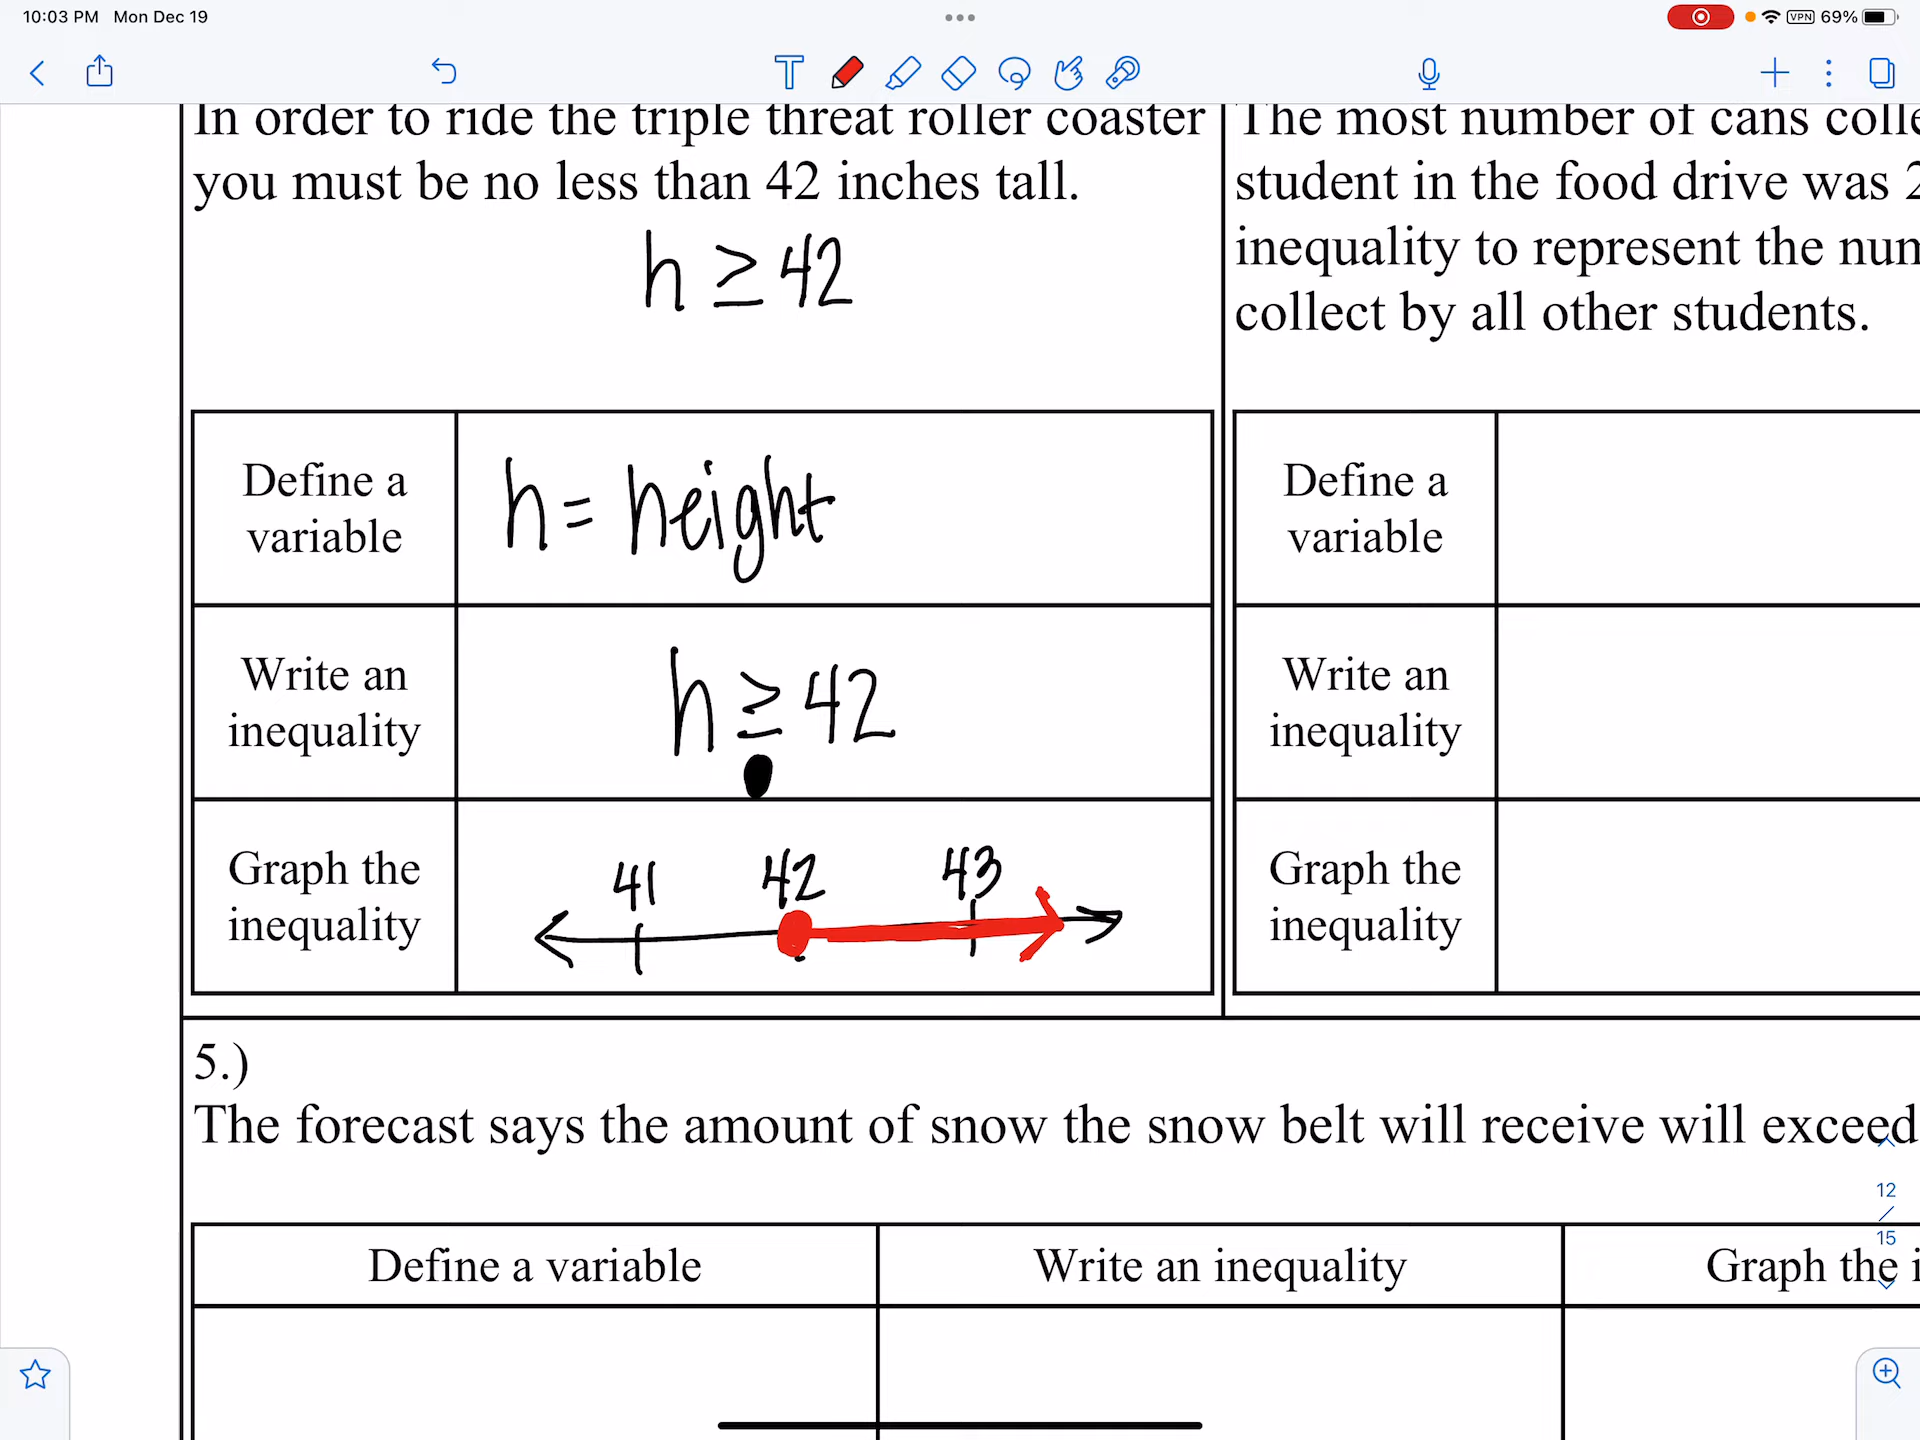 10:03 PM Mon Dec 19
VPN 69%
In order to ride the triple threat roller coaster
you must be no less than 42 inches tall.
h ≥ 42
Define a
variable
h = height
Write an
inequality
h ≥ 42
Graph the
inequality
41 42 43
The most number of cans
student in the food drive was
inequality to represent the
collect by all other students.
Define a
variable
Write an
inequality
Graph the
inequality
5.)
The forecast says the amount of snow the snow belt will receive will exceed
Define a variable
Write an inequality
Graph the
12
/
15